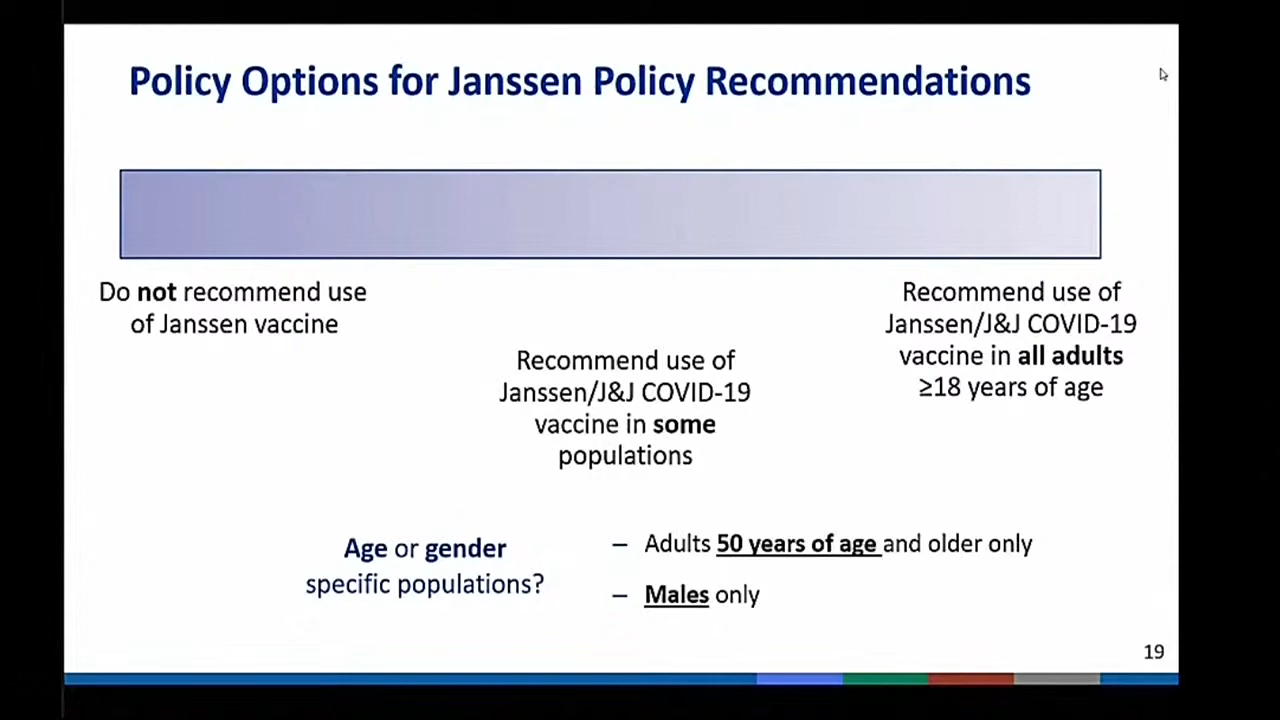 Policy Options for Janssen Policy Recommendations
Do not recommend use
of Janssen vaccine
Recommend use of
Janssen/J&J COVID-19
vaccine in some
populations
Recommend use of
Janssen/J&J COVID-19
vaccine in all adults
≥18 years of age
Age or gender
specific populations?
– Adults 50 years of age and older only
– Males only
19